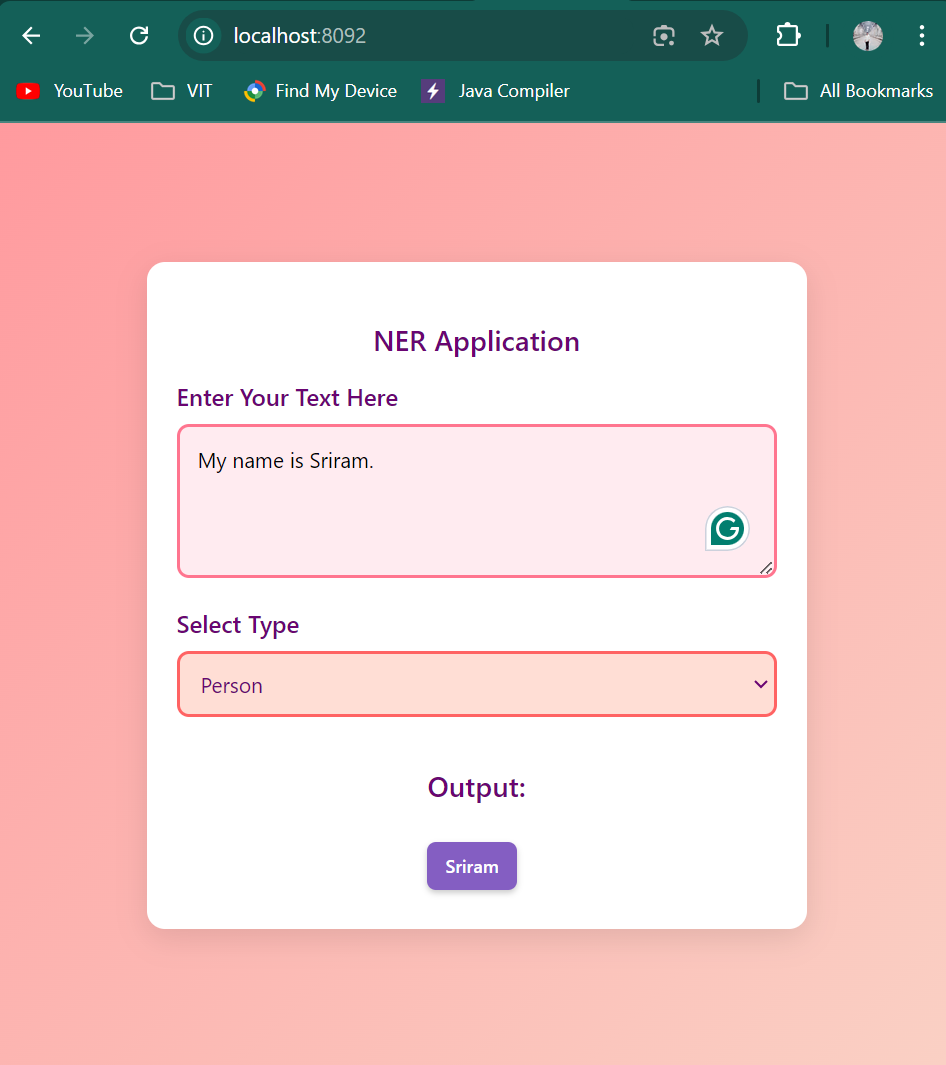 localhost:8092
YouTube VIT Find My Device Java Compiler All Bookmarks
NER Application
Enter Your Text Here
My name is Sriram.
Select Type
Person
Output:
Sriram